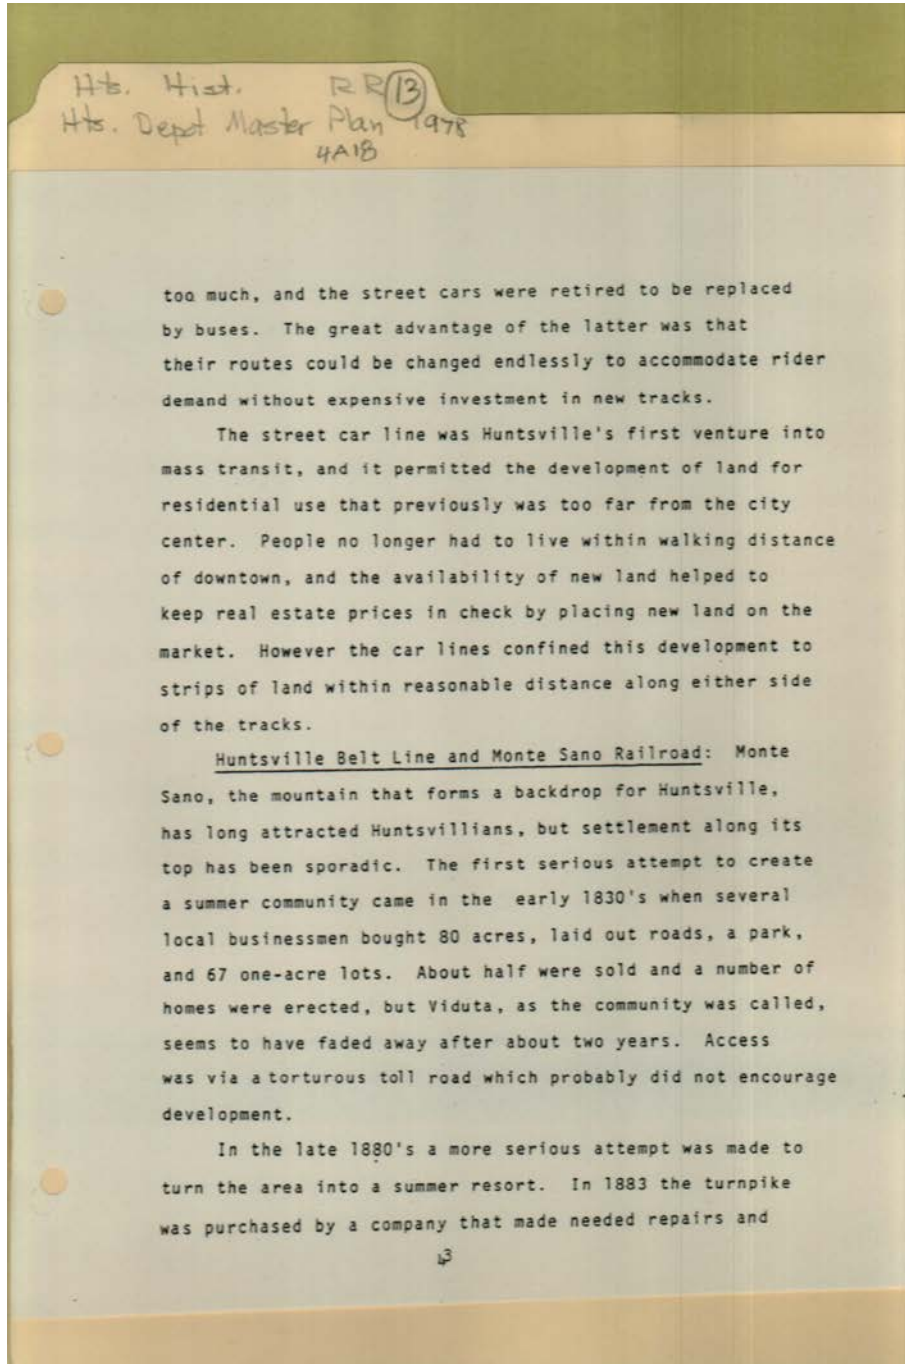 Hts. Hist. RR 13
Hts. Depot Master Plan 1978
4A18
too much, and the street cars were retired to be replaced
by buses. The great advantage of the latter was that
their routes could be changed endlessly to accommodate rider
demand without expensive investment in new tracks.
The street car line was Huntsville's first venture into
mass transit, and it permitted the development of land for
residential use that previously was too far from the city
center. People no longer had to live within walking distance
of downtown, and the availability of new land helped to
keep real estate prices in check by placing new land on the
market. However the car lines confined this development to
strips of land within reasonable distance along either side
of the tracks.
Huntsville Belt Line and Monte Sano Railroad: Monte
Sano, the mountain that forms a backdrop for Huntsville,
has long attracted Huntsvillians, but settlement along its
top has been sporadic. The first serious attempt to create
a summer community came in the early 1830's when several
local businessmen bought 80 acres, laid out roads, a park,
and 67 one-acre lots. About half were sold and a number of
homes were erected, but Viduta, as the community was called,
seems to have faded away after about two years. Access
was via a torturous toll road which probably did not encourage
development.
In the late 1880's a more serious attempt was made to
turn the area into a summer resort. In 1883 the turnpike
was purchased by a company that made needed repairs and
43